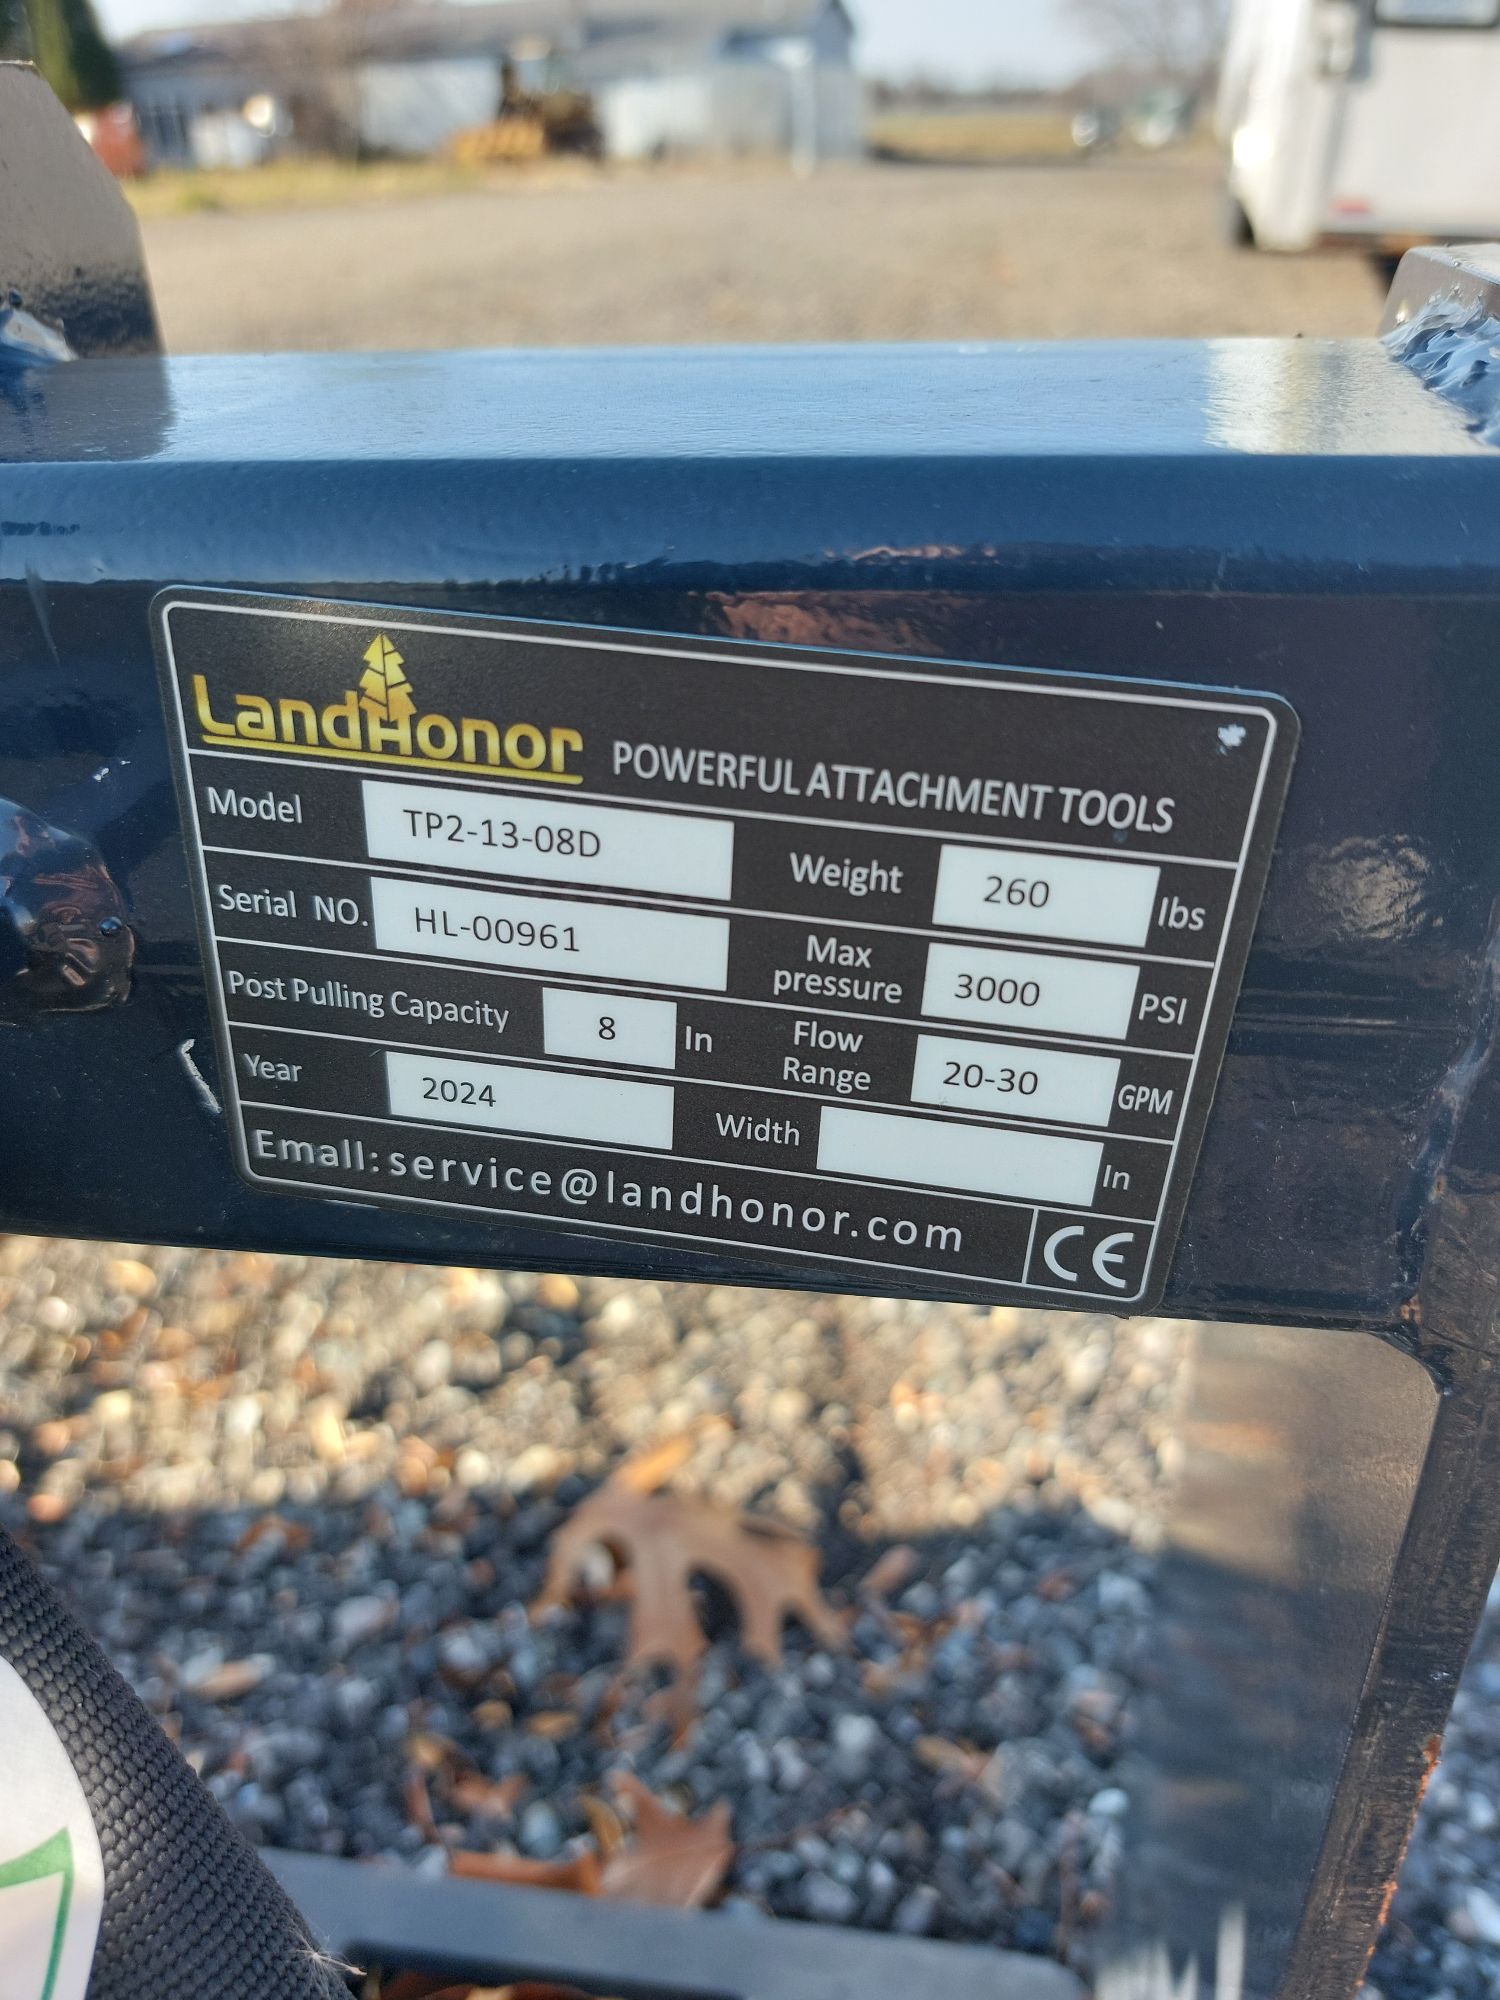 LandHonor POWERFUL ATTACHMENT TOOLS
Model TP2-13-08D Weight 260 lbs
Serial NO. HL-00961 Max pressure 3000 PSI
Post Pulling Capacity 8 In Flow Range 20-30 GPM
Year 2024 Width In
Emall: service@landhonor.com CE